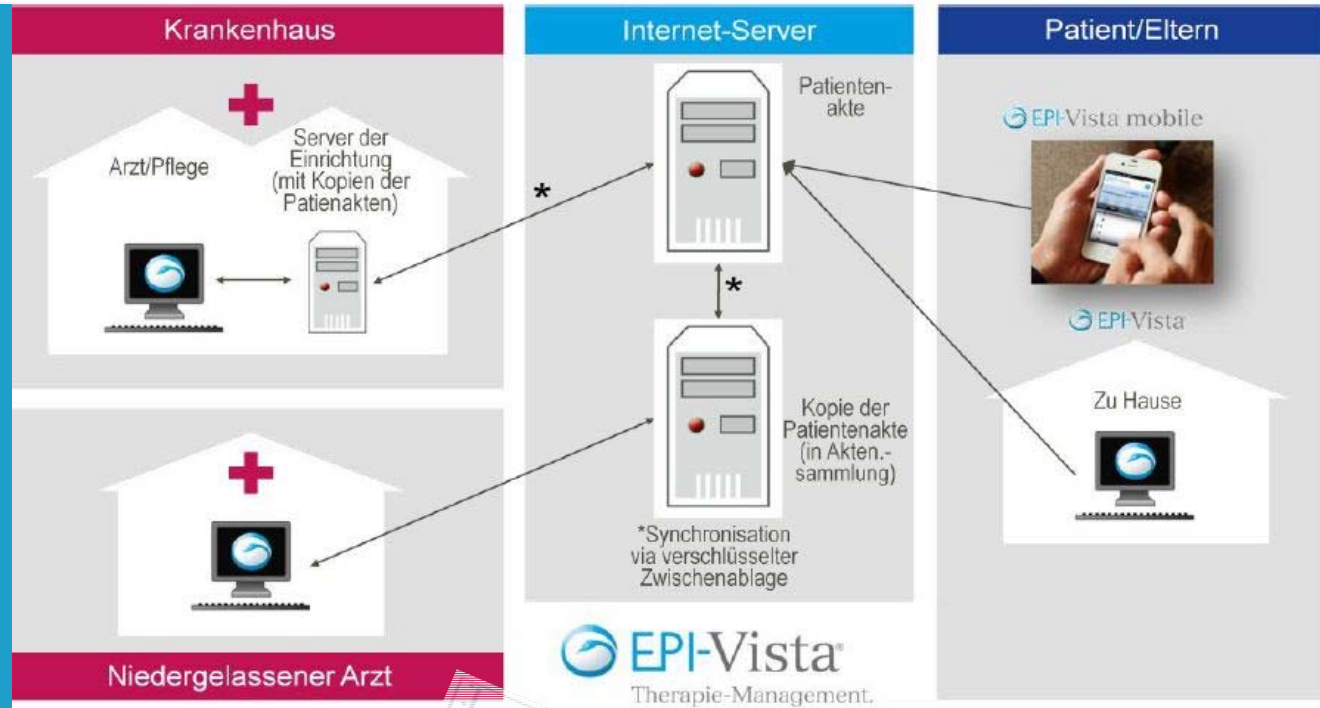 Krankenhaus
Arzt/Pflege
Server der
Einrichtung
(mit Kopien der
Patienakten)
*
Niedergelassener Arzt
Internet-Server
Patienten-
akte
*
Kopie der
Patientenakte
(in Akten.-
sammlung)
*Synchronisation
via verschlüsselter
Zwischenablage
EPI-Vista®
Therapie-Management.
Patient/Eltern
EPI-Vista mobile
EPI-Vista
Zu Hause